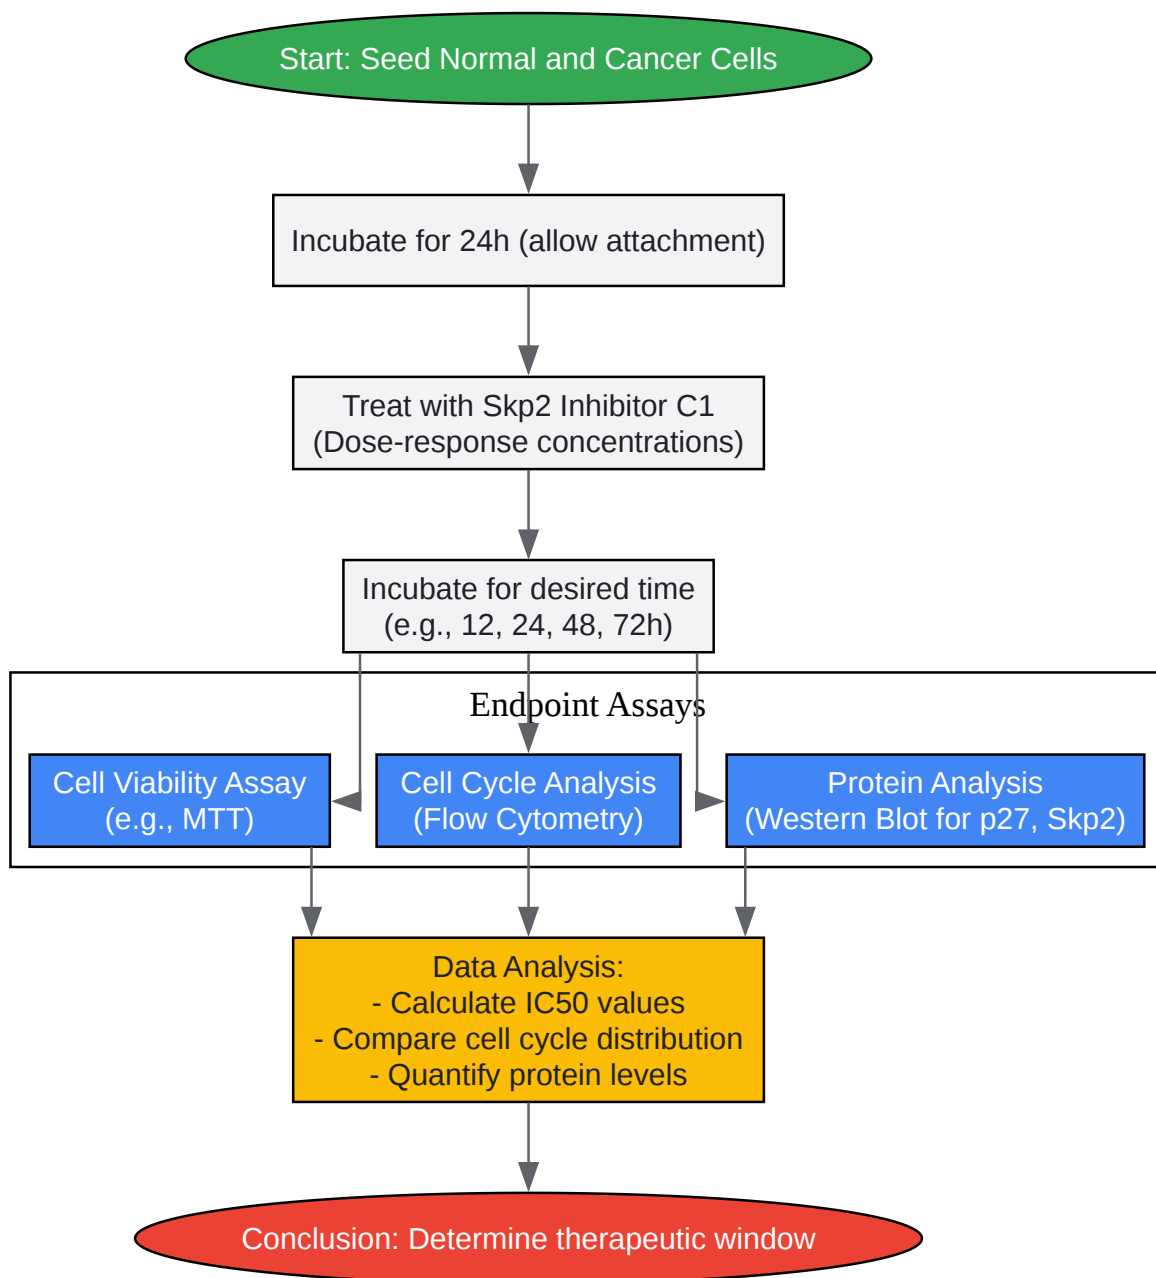 Start: Seed Normal and Cancer Cells
Incubate for 24h (allow attachment)
Treat with Skp2 Inhibitor C1
(Dose-response concentrations)
Incubate for desired time
(e.g., 12, 24, 48, 72h)
Endpoint Assays
Cell Viability Assay
(e.g., MTT)
Cell Cycle Analysis
(Flow Cytometry)
Protein Analysis
(Western Blot for p27, Skp2)
Data Analysis:
- Calculate IC50 values
- Compare cell cycle distribution
- Quantify protein levels
Conclusion: Determine therapeutic window